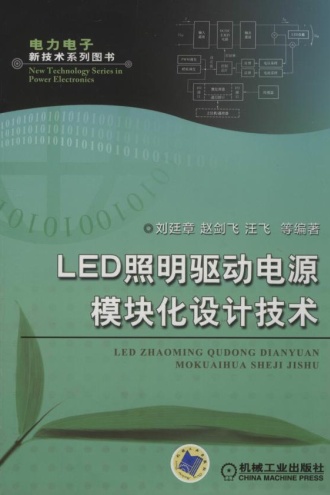 电力电子
新技术系列图书
New Technology Series in
Power Electronics
刘廷章 赵剑飞 汪飞 等编著
LED照明驱动电源
模块化设计技术
LED ZHAOMING QUDONG DIANYUAN
MOKUAIHUA SHEJI JISHU
机械工业出版社
CHINA MACHINE PRESS